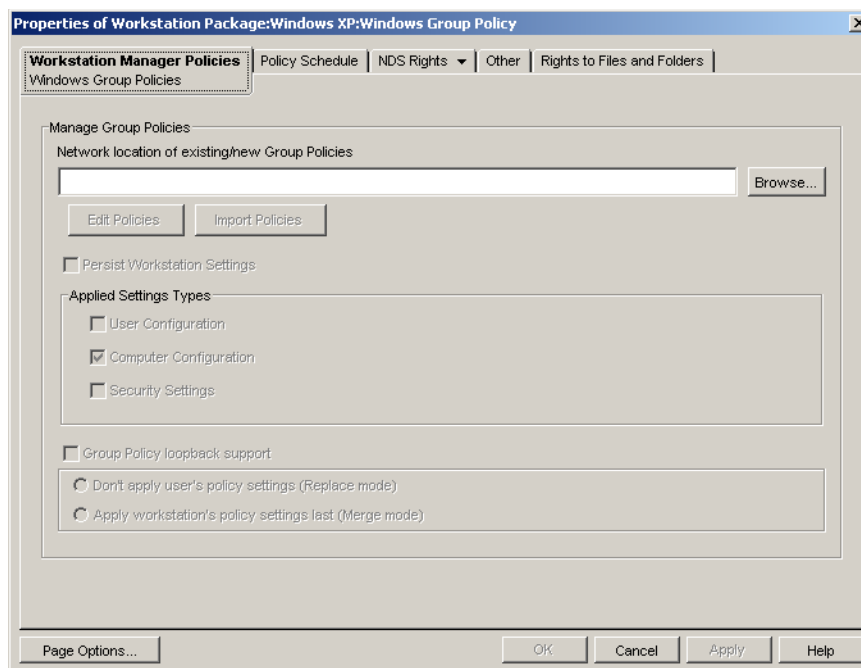 Properties of Workstation Package:Windows XP:Windows Group Policy
Workstation Manager Policies
Policy Schedule
NDS Rights
Other
Rights to Files and Folders
Windows Group Policies
Manage Group Policies
Network location of existing/new Group Policies
Browse...
Edit Policies
Import Policies
Persist Workstation Settings
Applied Settings Types
User Configuration
Computer Configuration
Security Settings
Group Policy loopback support
Don't apply user's policy settings (Replace mode)
Apply workstation's policy settings last (Merge mode)
Page Options...
OK
Cancel
Apply
Help